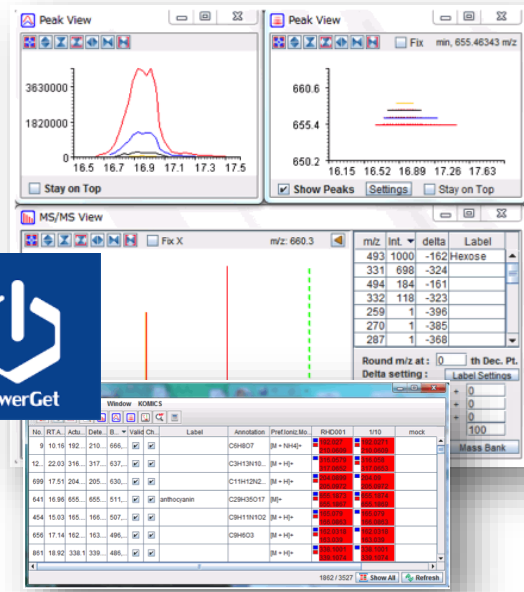 Peak View
Fix min, 655.46343 m/z
3630000
1820000
0
16.5 16.7 16.9 17.1 17.3 17.5
Stay on Top
Peak View
660.6
655.4
650.2
16.15 16.52 16.89 17.26 17.63
Show Peaks Settings Stay on Top
MS/MS View
Fix X m/z: 660.3
m/z Int. delta Label
493 1000 -162 Hexose
331 698 -324
494 184 -161
332 118 -323
259 1 -396
270 1 -385
287 1 -368
Round m/z at : 0 th Dec. Pt.
Delta setting : Label Settings
+ 0
+ 0
100
Mass Bank
werGet
Window KOMICS
No. RT.A... Adu... Dete... B... Valid Ch... Label Annotation Pref.Ioniz.Mo... RHD001 1/10 mock
9 10.16 192... 210... 666,... C6H8O7 [M + NH4]+
12... 22.03 316... 317... 637,... C3H13N10... [M + H]+
699 17.51 204... 205... 630,... C11H12N2... [M + H]+
641 16.96 655... 655... 511,... anthocyanin C29H35O17 [M]+
454 15.03 165... 166... 507,... C9H11N1O2 [M + H]+
656 17.14 162... 163... 496,... C9H6O3 [M + H]+
861 18.92 338.1 339... 486,... [M + H]+
1862 / 3527 Show All Refresh